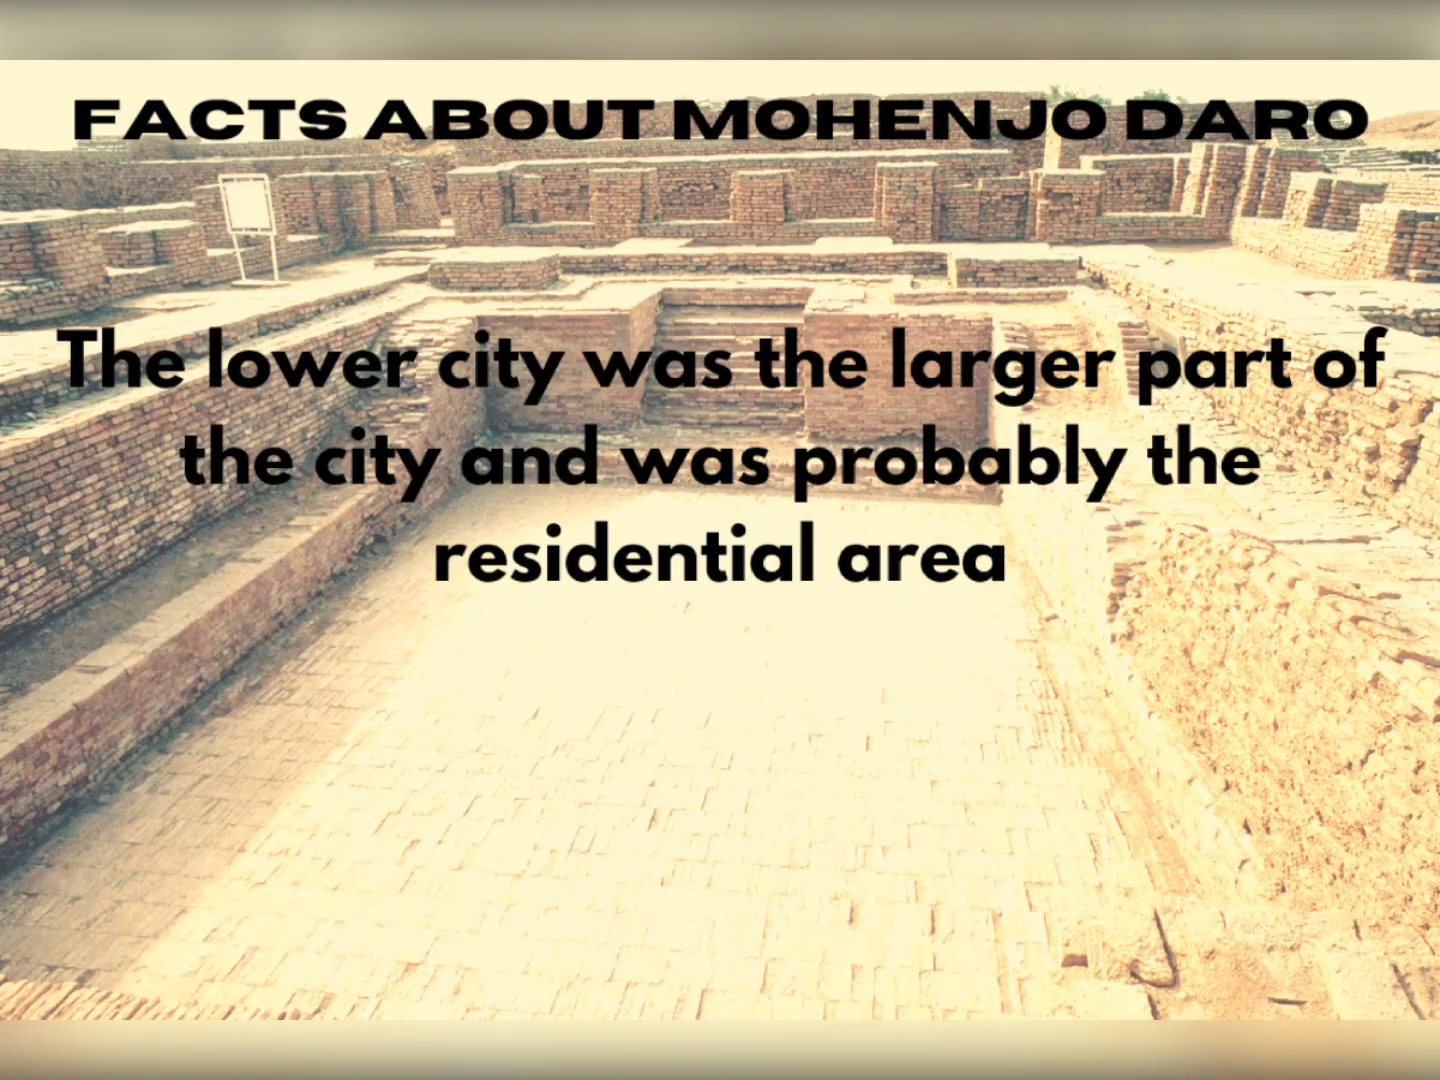 FACTS ABOUT MOHENJO DARO
The lower city was the larger part of
the city and was probably the
residential area